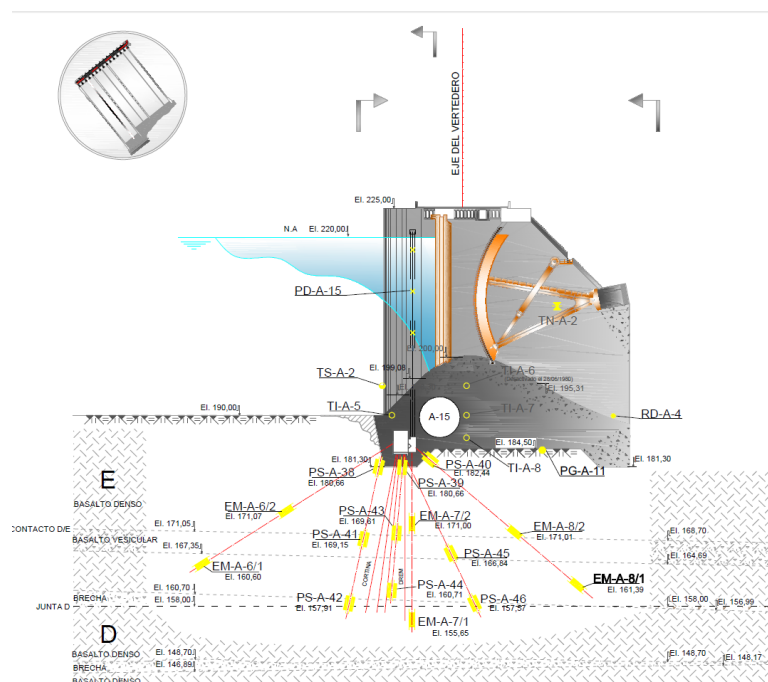 EJE DEL VERTEDERO
El. 225,00
N.A El. 220,00
PD-A-15
TN-A-2
200,00
El. 199,08
TS-A-2
TI-A-6
El. 195,31
El. 190,00
TI-A-5
A-15
TI-A-7
RD-A-4
El. 184,50
El. 181,30
El. 181,30
PS-A-38
El. 180,66
PS-A-39
El. 180,66
PS-A-40
El. 182,44
TI-A-8
PG-A-11
E
BASALTO DENSO
EM-A-6/2
El. 171,07
PS-A-43
El. 169,61
EM-A-7/2
El. 171,00
EM-A-8/2
El. 171,01
CONTACTO D/E
El. 171,05
El. 168,70
BASALTO VESICULAR
El. 167,35
PS-A-41
El. 169,15
PS-A-45
El. 166,84
El. 164,69
EM-A-6/1
El. 160,60
CORTINA
DREM
PS-A-44
El. 160,71
EM-A-8/1
El. 161,39
BRECHA
El. 160,70
JUNTA D
El. 158,00
PS-A-42
El. 157,91
PS-A-46
El. 157,57
El. 158,00
El. 156,99
EM-A-7/1
El. 155,65
D
BASALTO DENSO
El. 148,70
El. 148,70
El. 148,17
BRECHA
El. 146,89
BASALTO DENSO